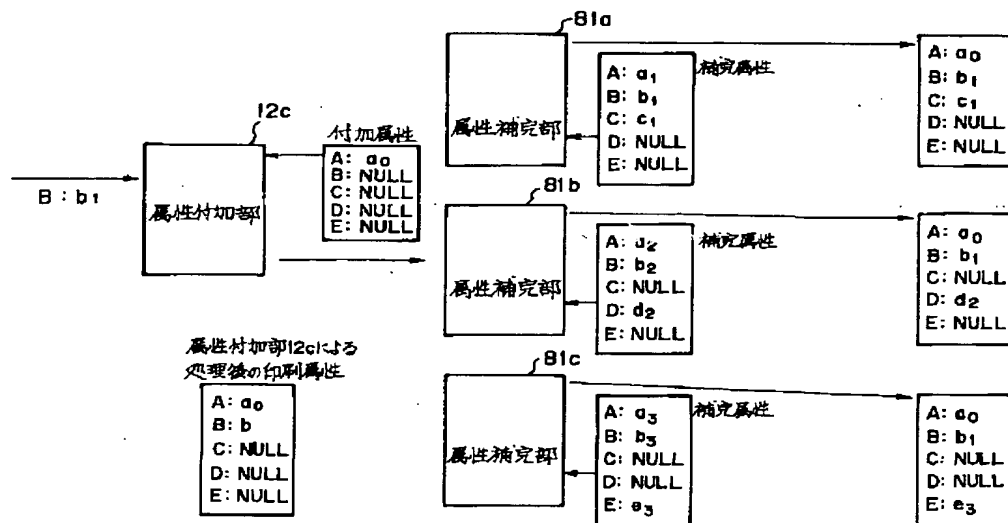 12c
B : b1
属性付加部
付加属性
A: a0
B: NULL
C: NULL
D: NULL
E: NULL
属性付加部12cによる
処理後の印刷属性
A: a0
B: b
C: NULL
D: NULL
E: NULL
81a
属性補完部
補完属性
A: a1
B: b1
C: c1
D: NULL
E: NULL
A: a0
B: b1
C: c1
D: NULL
E: NULL
81b
属性補完部
補完属性
A: a2
B: b2
C: NULL
D: d2
E: NULL
A: a0
B: b1
C: NULL
D: d2
E: NULL
81c
属性補完部
補完属性
A: a3
B: b3
C: NULL
D: NULL
E: e3
A: a0
B: b1
C: NULL
D: NULL
E: e3